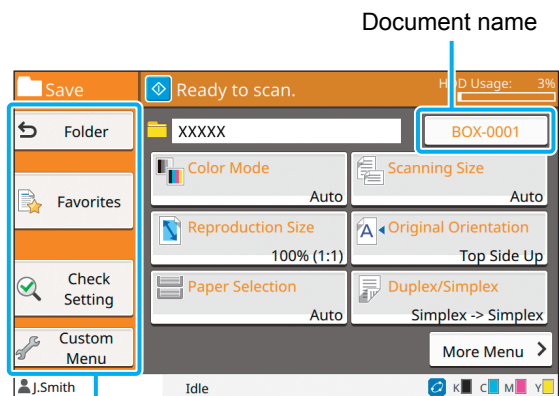 Document name
Save
Ready to scan.
HDD Usage: 3%
Folder
XXXXX
BOX-0001
Favorites
Color Mode
Auto
Scanning Size
Auto
Reproduction Size
100% (1:1)
Original Orientation
Top Side Up
Check
Setting
Paper Selection
Auto
Duplex/Simplex
Simplex -> Simplex
Custom
Menu
More Menu >
J.Smith
Idle
K C M Y